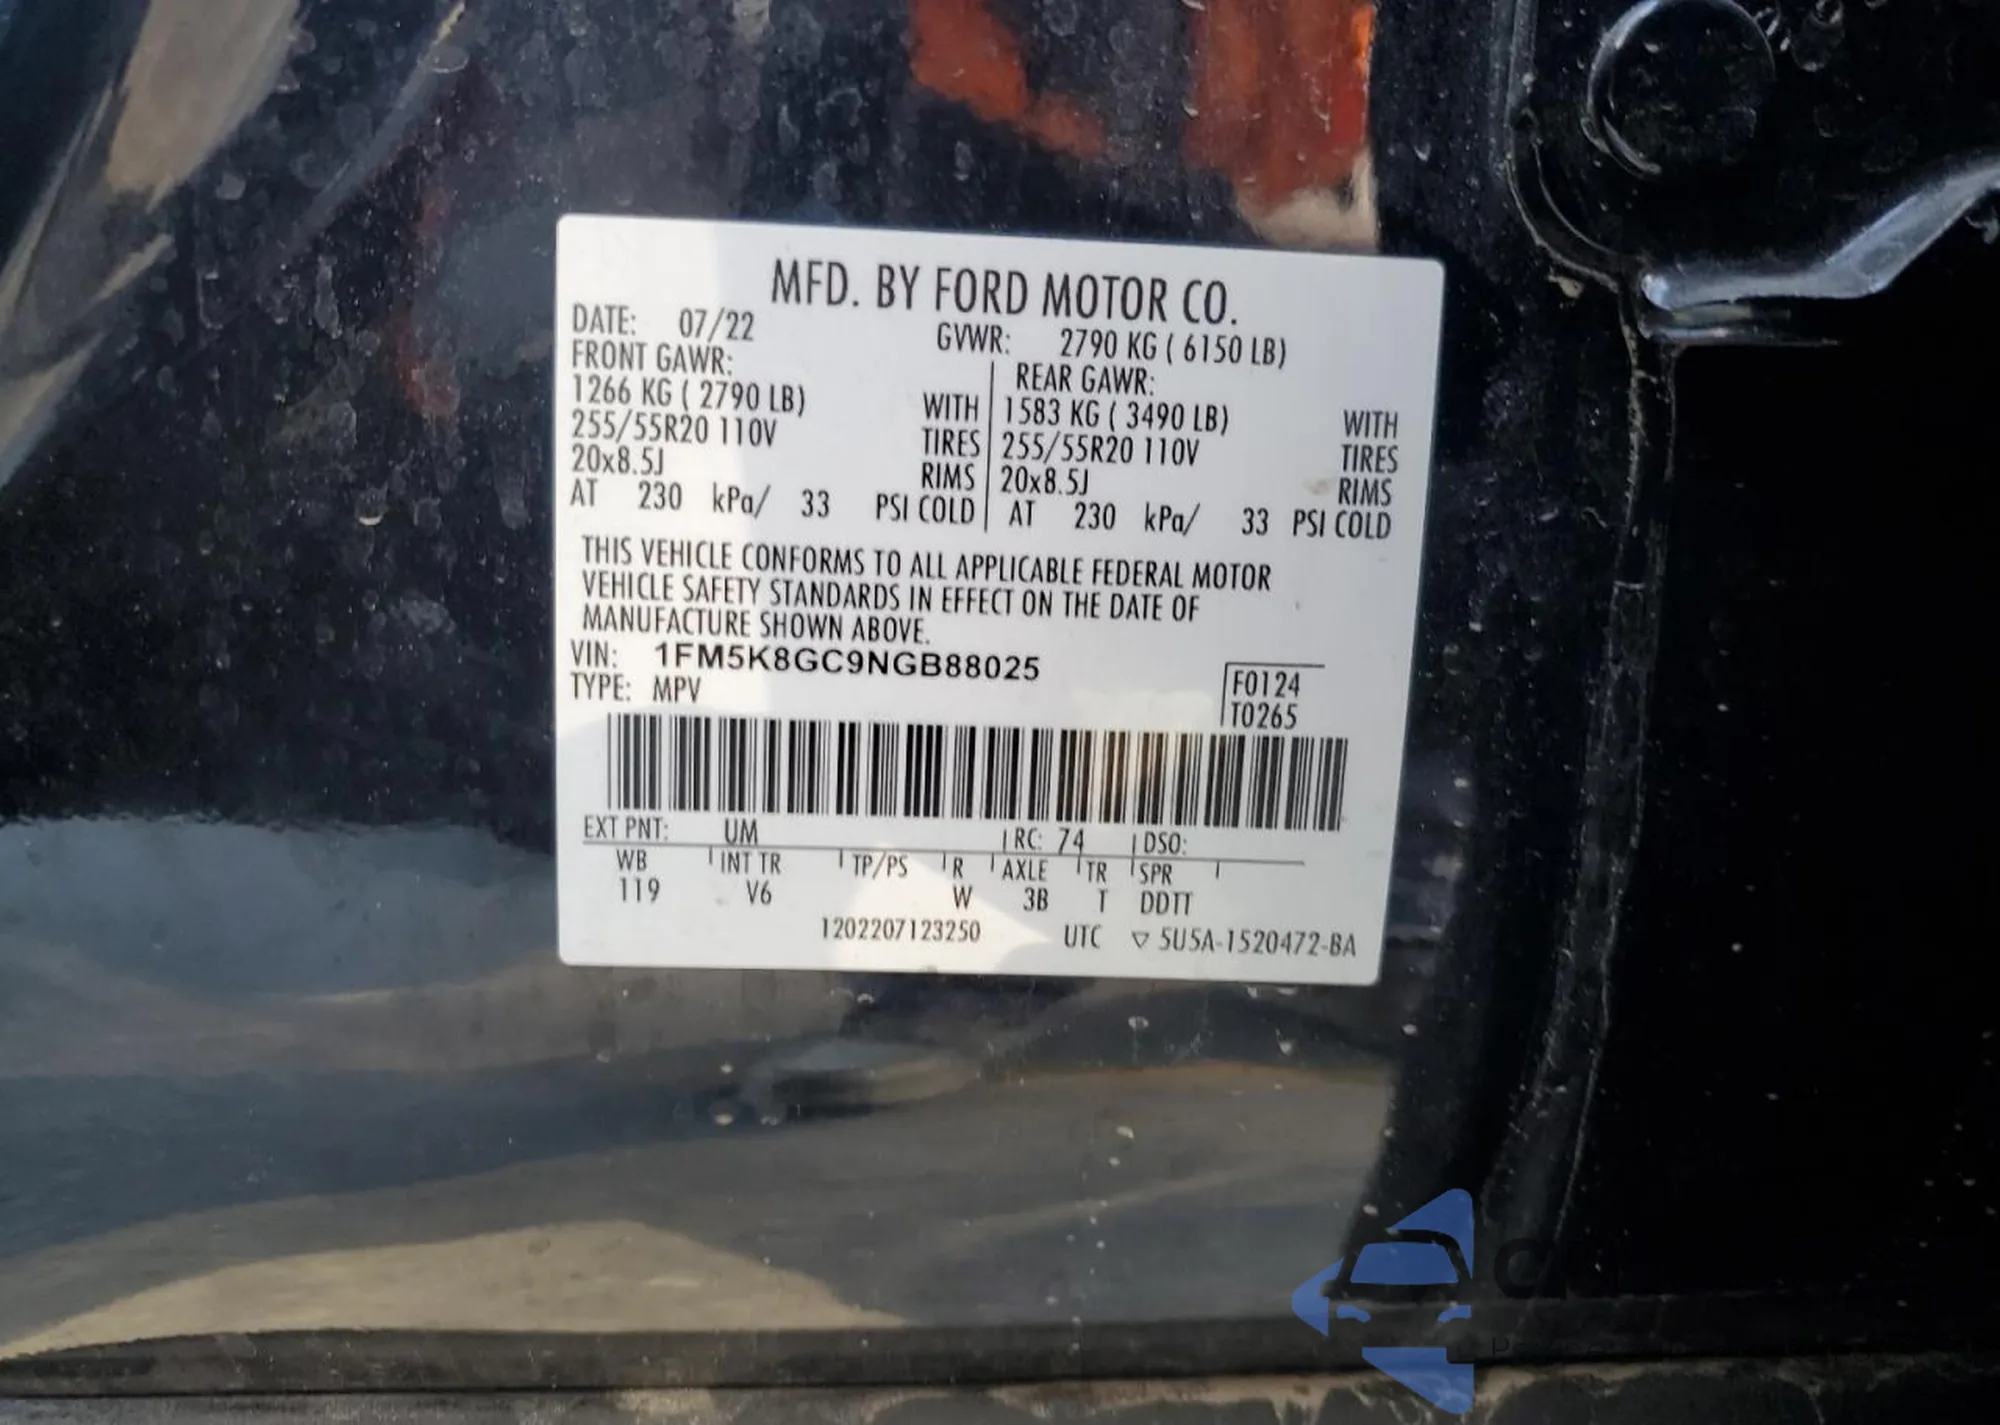 MFD. BY FORD MOTOR CO.
DATE: 07/22 GVWR: 2790 KG ( 6150 LB)
FRONT GAWR: REAR GAWR:
1266 KG ( 2790 LB) WITH 1583 KG ( 3490 LB) WITH
255/55R20 110V TIRES 255/55R20 110V TIRES
20x8.5J RIMS 20x8.5J RIMS
AT 230 kPa/ 33 PSI COLD AT 230 kPa/ 33 PSI COLD
THIS VEHICLE CONFORMS TO ALL APPLICABLE FEDERAL MOTOR
VEHICLE SAFETY STANDARDS IN EFFECT ON THE DATE OF
MANUFACTURE SHOWN ABOVE.
VIN: 1FM5K8GC9NGB88025
TYPE: MPV
F0124
T0265
EXT PNT: UM RC: 74 DSO:
WB INT TR TP/PS R AXLE TR SPR
119 V6 W 3B T DDTT
1202207123250 UTC ▽ 5U5A-1520472-BA